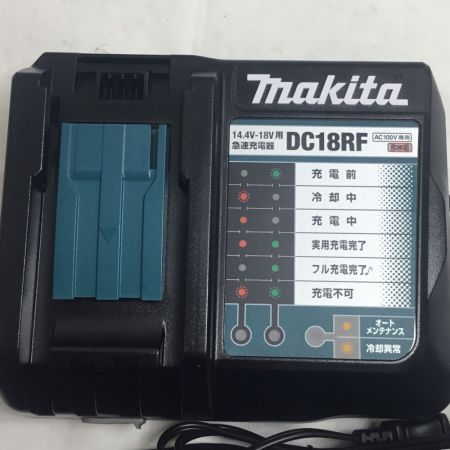 makita
14.4V-18V用
急速充電器 DC18RF
AC100V専用
充電前
冷却中
充電中
実用充電完了
フル充電完了♪
充電不可
オート
メンテナンス
冷却異常